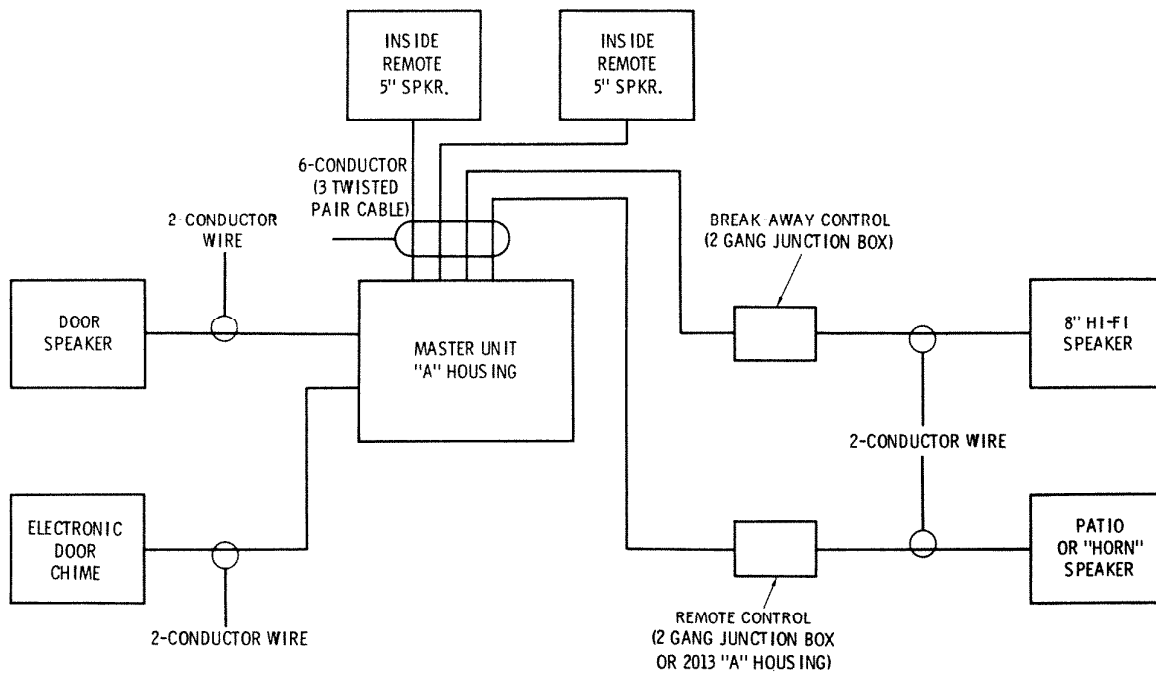 INSIDE
REMOTE
5" SPKR.
INSIDE
REMOTE
5" SPKR.
6-CONDUCTOR
(3 TWISTED
PAIR CABLE)
2-CONDUCTOR
WIRE
BREAK AWAY CONTROL
(2 GANG JUNCTION BOX)
DOOR
SPEAKER
MASTER UNIT
"A" HOUSING
8" HI-FI
SPEAKER
2-CONDUCTOR WIRE
ELECTRONIC
DOOR
CHIME
PATIO
OR "HORN"
SPEAKER
2-CONDUCTOR WIRE
REMOTE CONTROL
(2 GANG JUNCTION BOX
OR 2013 "A" HOUSING)